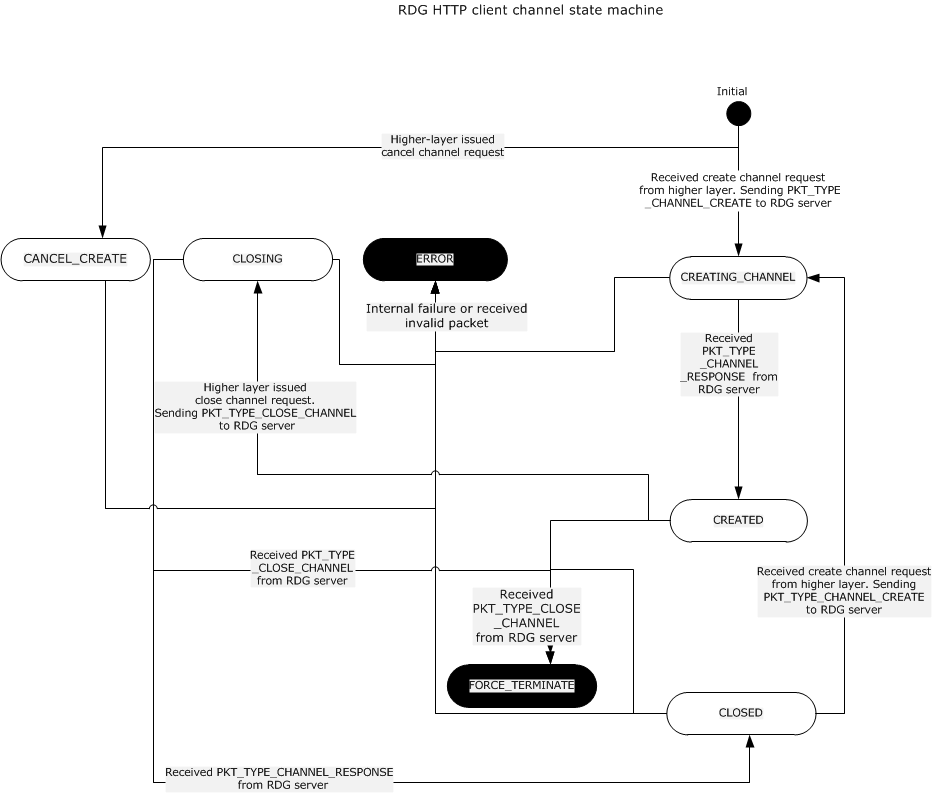 RDG HTTP client channel state machine
Initial
Higher-layer issued
cancel channel request
Received create channel request
from higher layer. Sending PKT_TYPE
_CHANNEL_CREATE to RDG server
CANCEL_CREATE
CLOSING
ERROR
CREATING_CHANNEL
Internal failure or received
invalid packet
Received
PKT_TYPE
_CHANNEL
_RESPONSE from
RDG server
Higher layer issued
close channel request.
Sending PKT_TYPE_CLOSE_CHANNEL
to RDG server
CREATED
Received PKT_TYPE
_CLOSE_CHANNEL
from RDG server
Received create channel request
from higher layer. Sending
PKT_TYPE_CHANNEL_CREATE
to RDG server
Received
PKT_TYPE_CLOSE
_CHANNEL
from RDG server
FORCE_TERMINATE
CLOSED
Received PKT_TYPE_CHANNEL_RESPONSE
from RDG server